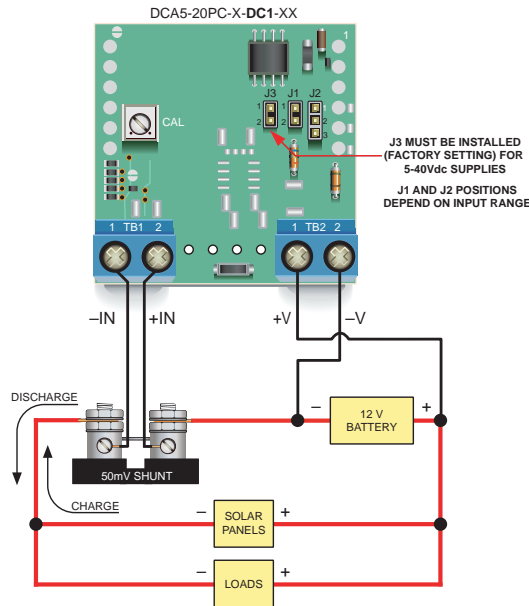 DCA5-20PC-X-DC1-XX
1
J3 J1 J2
1 1 1
2 2 2
3
CAL
J3 MUST BE INSTALLED
(FACTORY SETTING) FOR
5-40Vdc SUPPLIES
J1 AND J2 POSITIONS
DEPEND ON INPUT RANGE
1 TB1 2
1 TB2 2
–IN +IN
+V –V
DISCHARGE
– 12 V BATTERY +
50mV SHUNT
CHARGE
– SOLAR PANELS +
– LOADS +